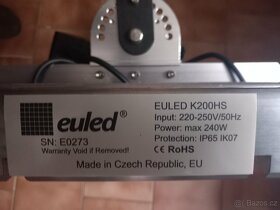 euled®
SN: E0273
Warranty Void if Removed!
EULED K200HS
Input: 220-250V/50Hz
Power: max 240W
Protection: IP65 IK07
CE RoHS
Made in Czech Republic, EU
Bazoš.cz